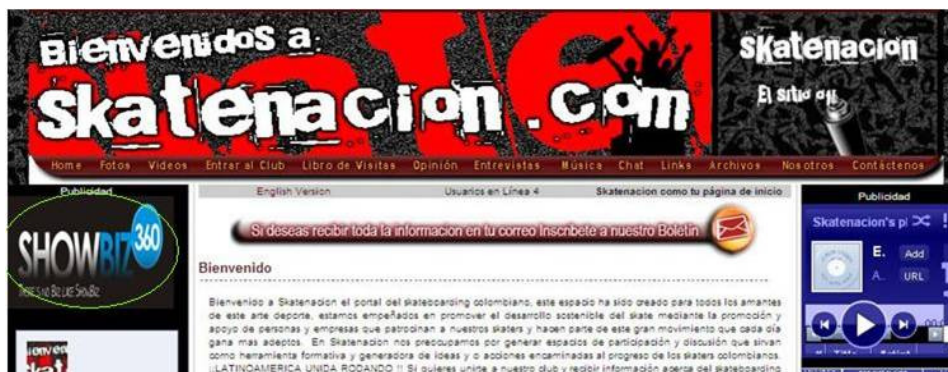 Bienvenidos a:
skatenacion.com
skatenacion
El sitio
Home Fotos Videos Entrar al Club Libro de Visitas Opinión Entrevistas Música Chat Links Archivos Nosotros Contáctenos
Publicidad
SHOWBIZ360
THERE'S NO BIZ LIKE SHOWBIZ
English Version Usuarios en Línea 4 Skatenacion como tu página de inicio
Si deseas recibir toda la informacion en tu correo Inscribete a nuestro Boletin
Bienvenido
Bienvenido a Skatenacion el portal del skateboarding colombiano, este espacio ha sido creado para todos los amantes
de este arte deporte, estamos empeñados en promover el desarrollo sostenible del skate mediante la promoción y
apoyo de personas y empresas que patrocinan a nuestros skaters y hacen parte de este gran movimiento que cada día
gana mas adeptos. En Skatenacion nos preocupamos por generar espacios de participación y discusión que sirvan
como herramienta formativa y generadora de ideas y o acciones encaminadas al progreso de los skaters colombianos.
¡¡LATINOAMERICA UNIDA RODANDO !! Si quieres unirte a nuestro club y recibir información acerca del skateboarding
Publicidad
Skatenacion's pl
E. Add
A.. URL